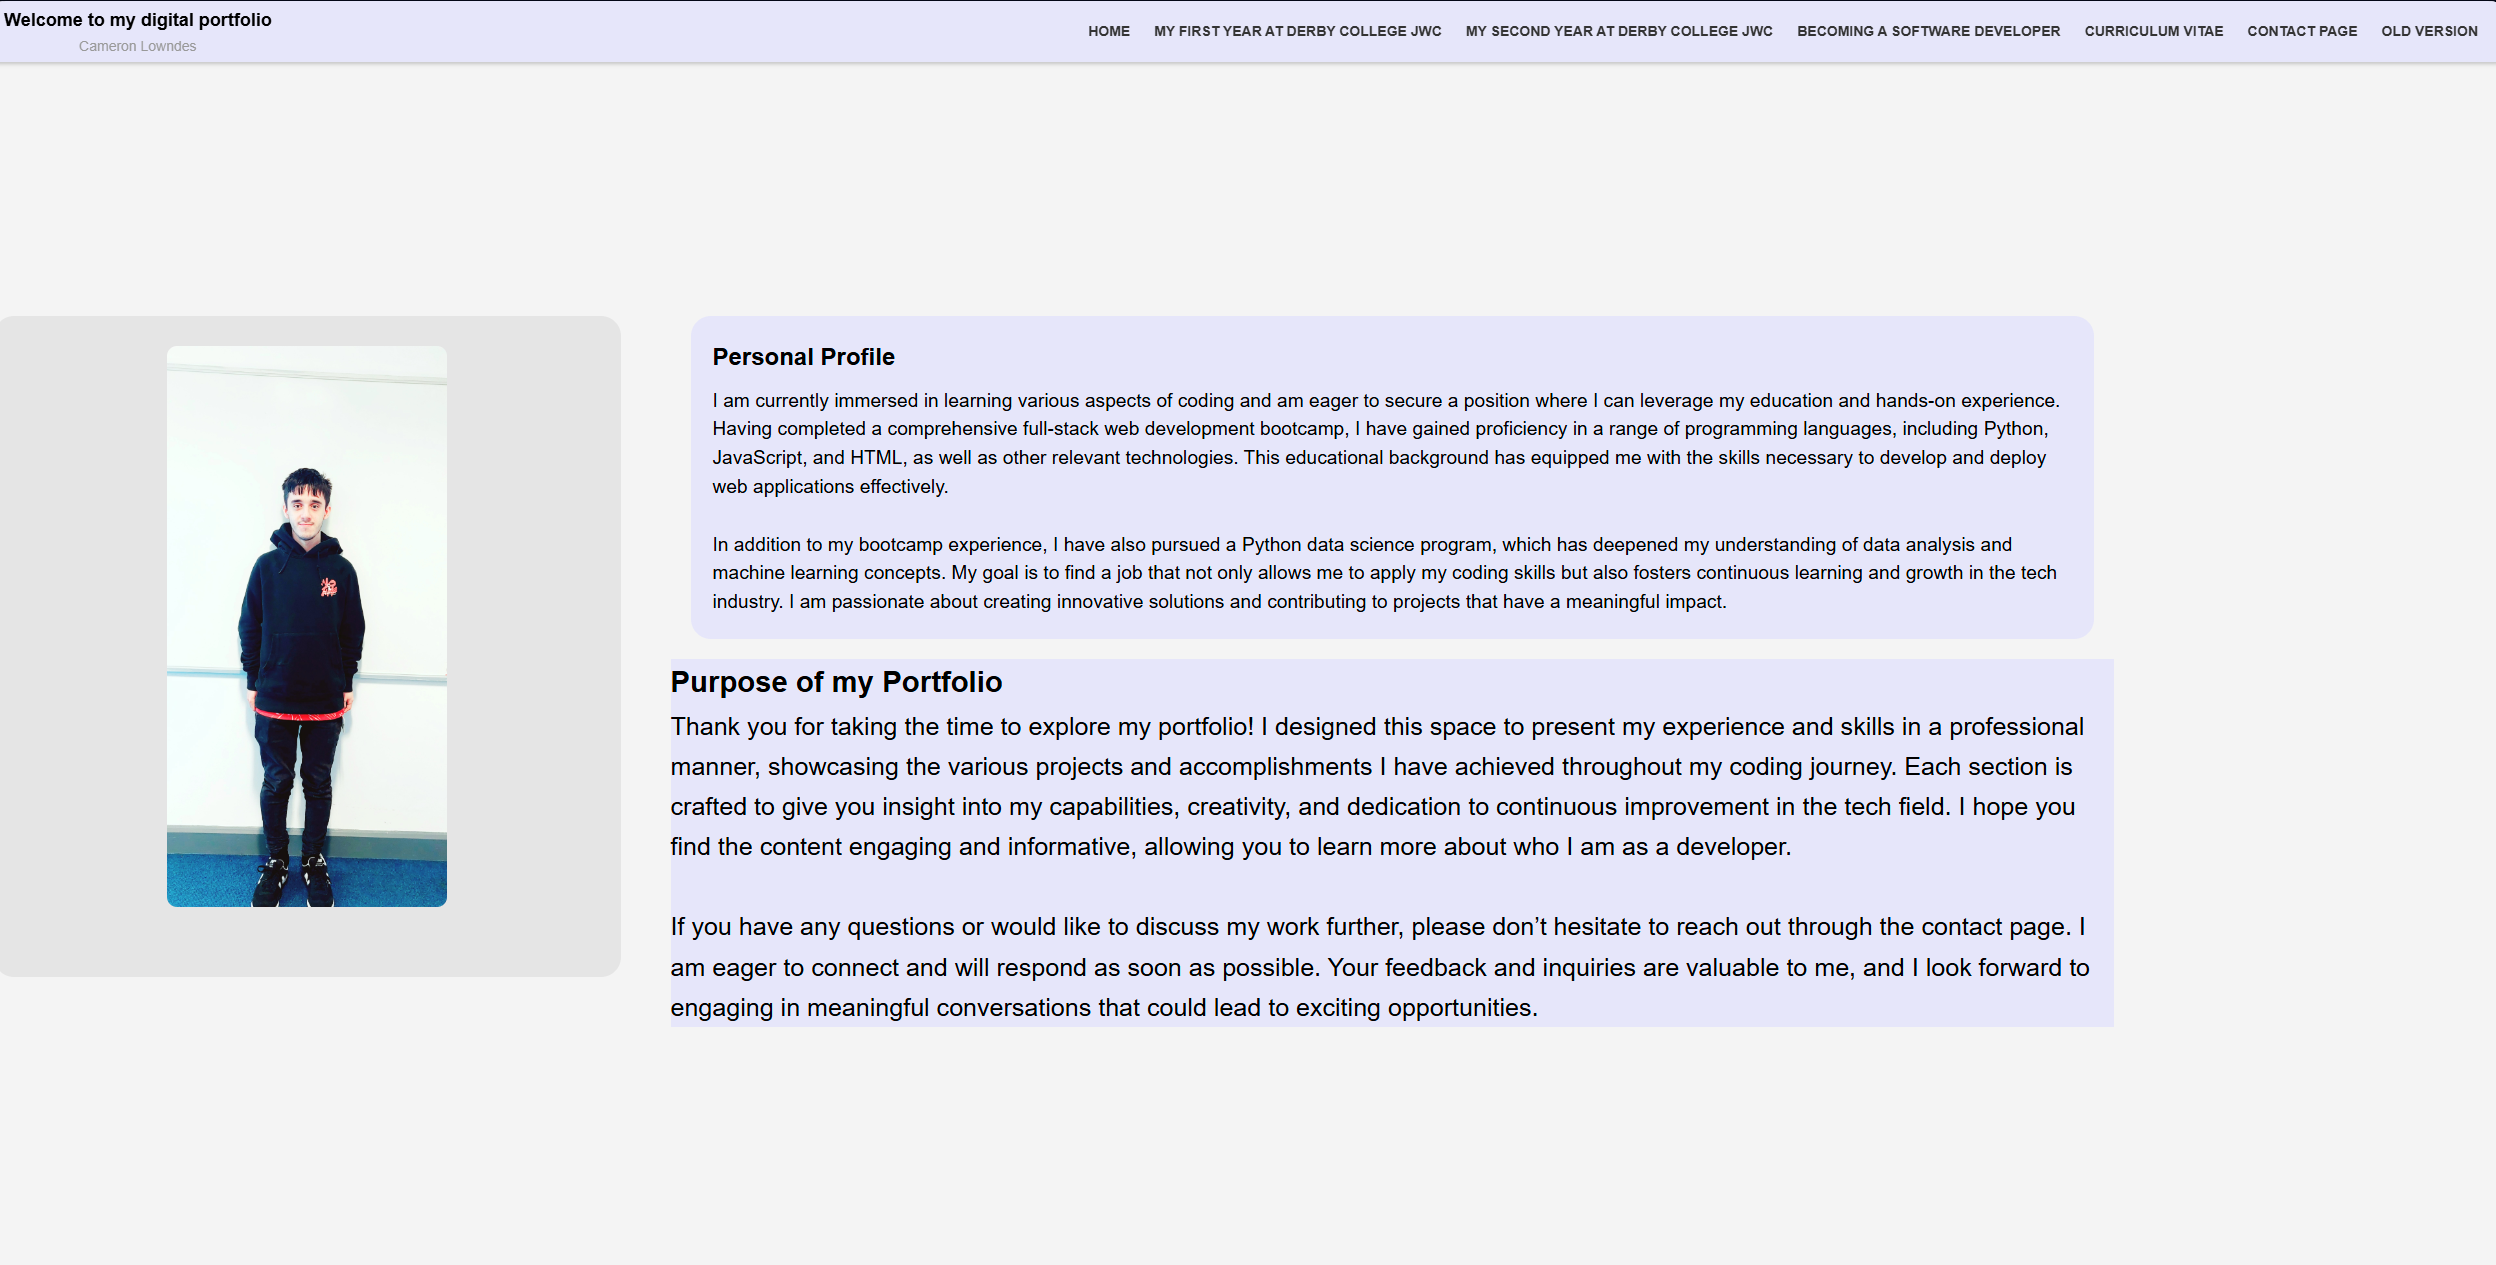 Welcome to my digital portfolio
Cameron Lowndes
HOME MY FIRST YEAR AT DERBY COLLEGE JWC MY SECOND YEAR AT DERBY COLLEGE JWC BECOMING A SOFTWARE DEVELOPER CURRICULUM VITAE CONTACT PAGE OLD VERSION
Personal Profile
I am currently immersed in learning various aspects of coding and am eager to secure a position where I can leverage my education and hands-on experience.
Having completed a comprehensive full-stack web development bootcamp, I have gained proficiency in a range of programming languages, including Python,
JavaScript, and HTML, as well as other relevant technologies. This educational background has equipped me with the skills necessary to develop and deploy
web applications effectively.
In addition to my bootcamp experience, I have also pursued a Python data science program, which has deepened my understanding of data analysis and
machine learning concepts. My goal is to find a job that not only allows me to apply my coding skills but also fosters continuous learning and growth in the tech
industry. I am passionate about creating innovative solutions and contributing to projects that have a meaningful impact.
Purpose of my Portfolio
Thank you for taking the time to explore my portfolio! I designed this space to present my experience and skills in a professional
manner, showcasing the various projects and accomplishments I have achieved throughout my coding journey. Each section is
crafted to give you insight into my capabilities, creativity, and dedication to continuous improvement in the tech field. I hope you
find the content engaging and informative, allowing you to learn more about who I am as a developer.
If you have any questions or would like to discuss my work further, please don’t hesitate to reach out through the contact page. I
am eager to connect and will respond as soon as possible. Your feedback and inquiries are valuable to me, and I look forward to
engaging in meaningful conversations that could lead to exciting opportunities.